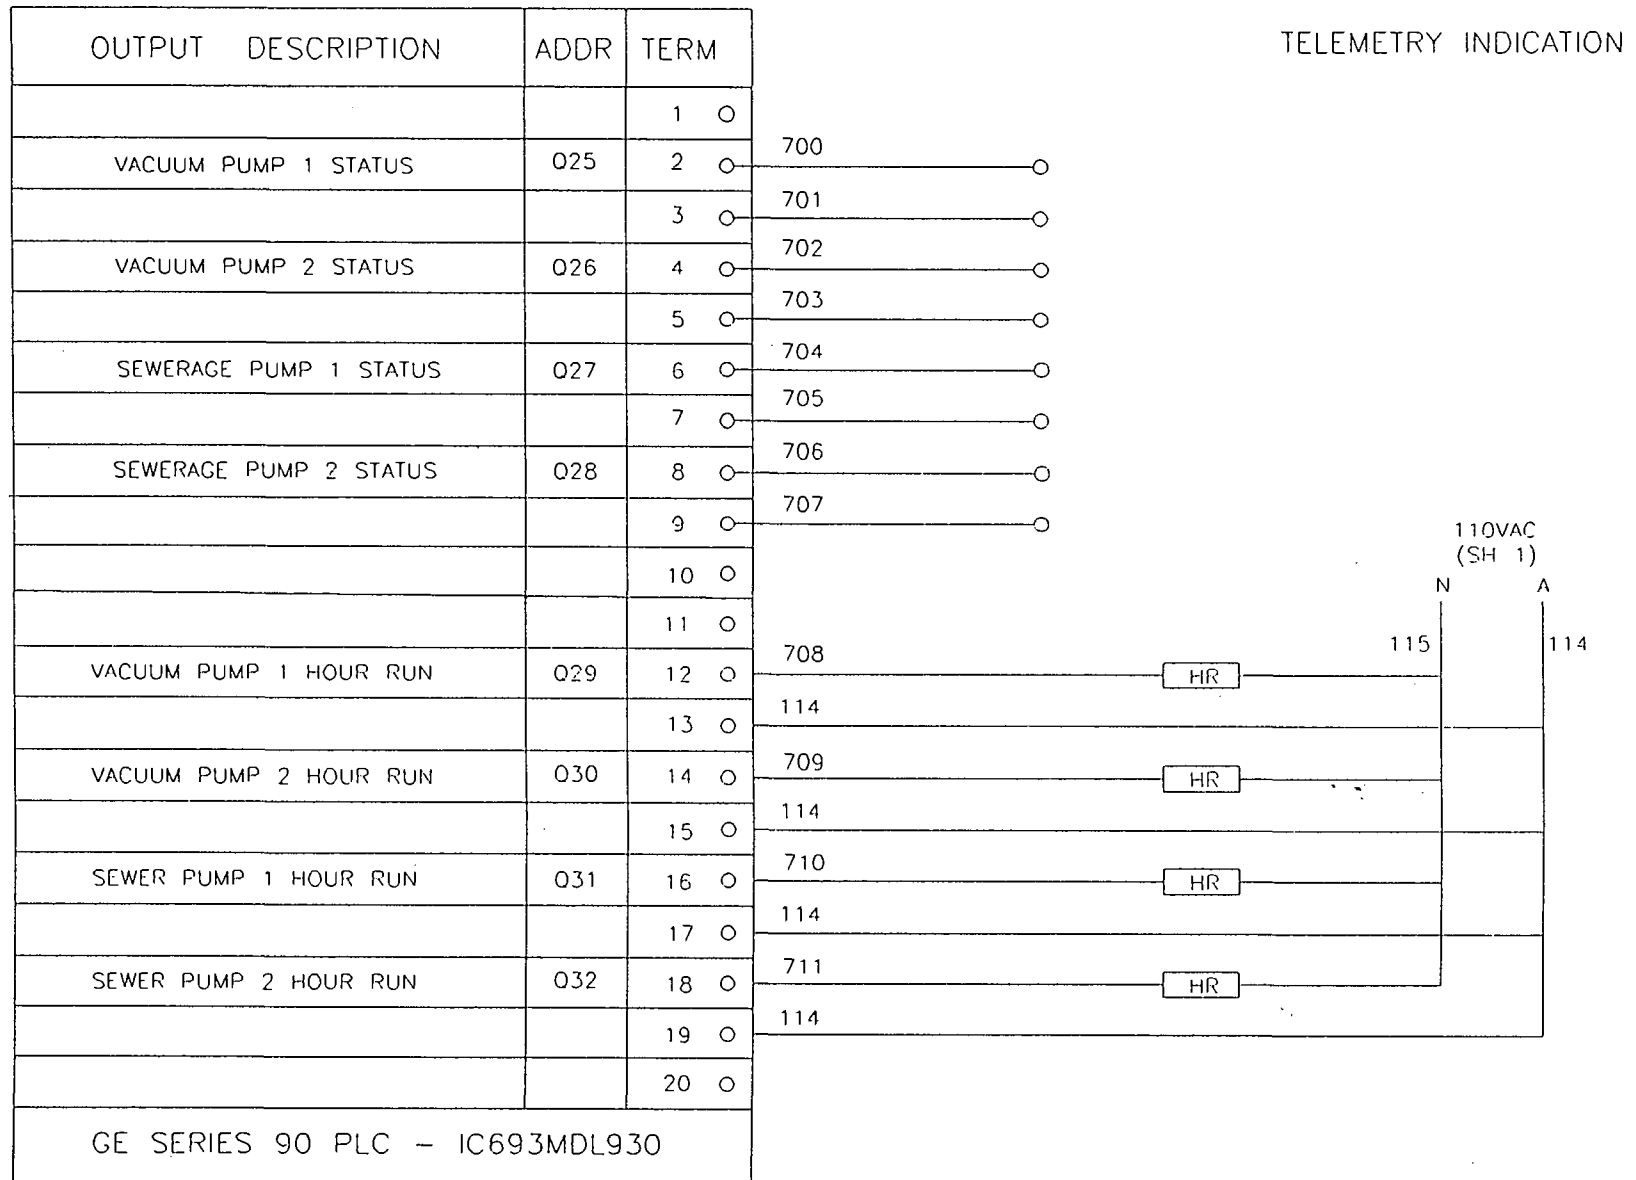 OUTPUT DESCRIPTION ADDR TERM
TELEMETRY INDICATION
1
700
VACUUM PUMP 1 STATUS Q25 2
701
3
702
VACUUM PUMP 2 STATUS Q26 4
703
5
704
SEWERAGE PUMP 1 STATUS Q27 6
705
7
706
SEWERAGE PUMP 2 STATUS Q28 8
707
9
110VAC
(SH 1)
10
N A
11
115 114
708
VACUUM PUMP 1 HOUR RUN Q29 12 HR
114
13
709
VACUUM PUMP 2 HOUR RUN Q30 14 HR
114
15
710
SEWER PUMP 1 HOUR RUN Q31 16 HR
114
17
711
SEWER PUMP 2 HOUR RUN Q32 18 HR
114
19
20
GE SERIES 90 PLC – IC693MDL930